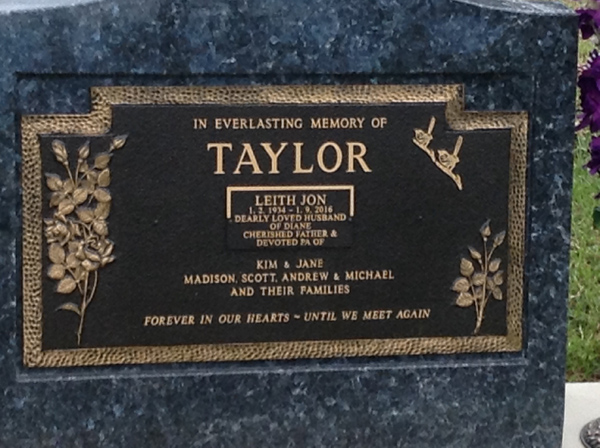 IN EVERLASTING MEMORY OF
TAYLOR
LEITH JON
1. 2. 1934 - 1. 9. 2016
DEARLY LOVED HUSBAND
OF DIANE
CHERISHED FATHER &
DEVOTED PA OF
KIM & JANE
MADISON, SCOTT, ANDREW & MICHAEL
AND THEIR FAMILIES
FOREVER IN OUR HEARTS ~ UNTIL WE MEET AGAIN